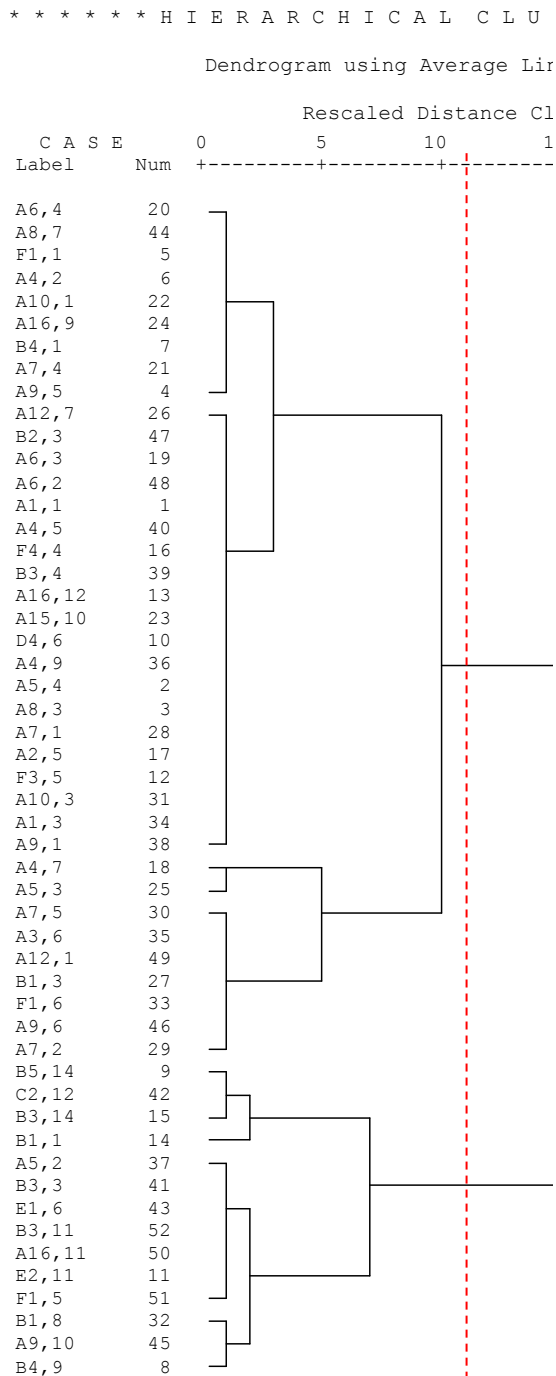 * * * * * * H I E R A R C H I C A L C L U
Dendrogram using Average Lin
Rescaled Distance Cl
C A S E 0 5 10 1
Label Num +---------+---------+---------
A6,4 20
A8,7 44
F1,1 5
A4,2 6
A10,1 22
A16,9 24
B4,1 7
A7,4 21
A9,5 4
A12,7 26
B2,3 47
A6,3 19
A6,2 48
A1,1 1
A4,5 40
F4,4 16
B3,4 39
A16,12 13
A15,10 23
D4,6 10
A4,9 36
A5,4 2
A8,3 3
A7,1 28
A2,5 17
F3,5 12
A10,3 31
A1,3 34
A9,1 38
A4,7 18
A5,3 25
A7,5 30
A3,6 35
A12,1 49
B1,3 27
F1,6 33
A9,6 46
A7,2 29
B5,14 9
C2,12 42
B3,14 15
B1,1 14
A5,2 37
B3,3 41
E1,6 43
B3,11 52
A16,11 50
E2,11 11
F1,5 51
B1,8 32
A9,10 45
B4,9 8